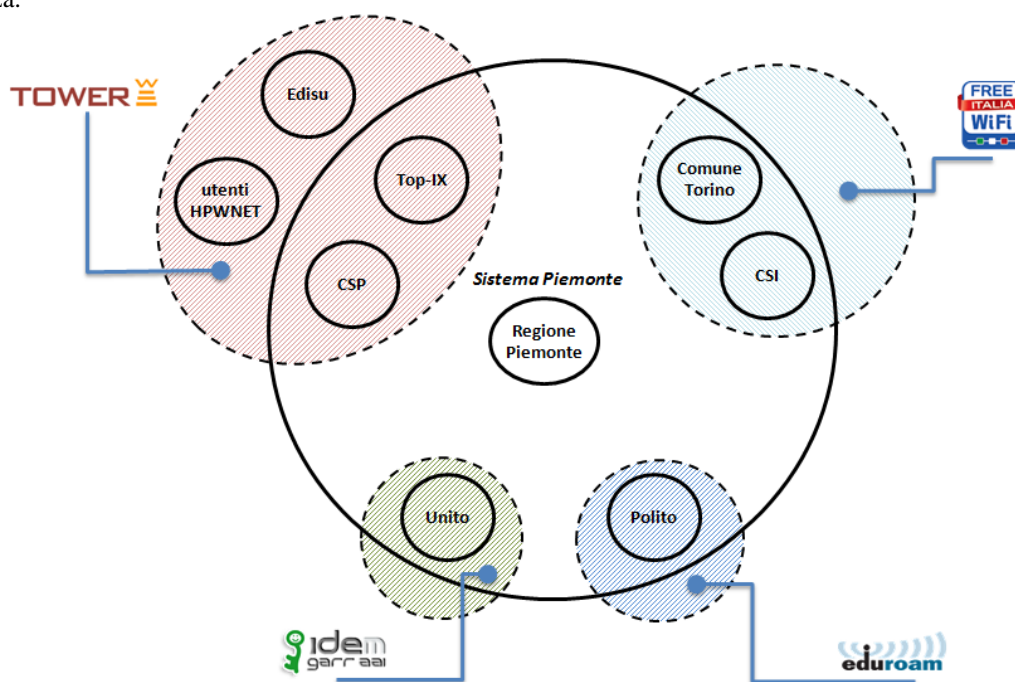 za.
TOWER
Edisu
utenti
HPWNET
Top-IX
CSP
Comune
Torino
CSI
FREE
ITALIA
WiFi
Sistema Piemonte
Regione
Piemonte
Unito
Polito
idem
garr aai
eduroam